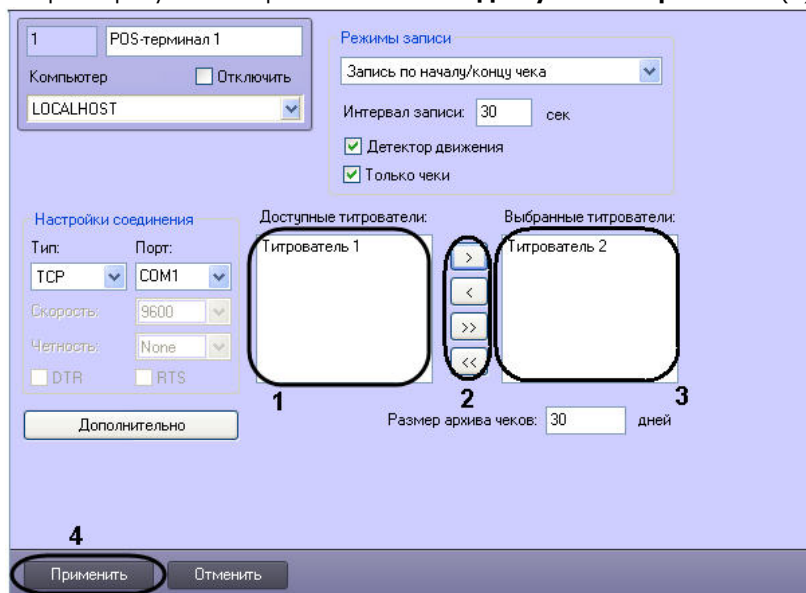 1 POS-терминал 1
Компьютер Отключить
LOCALHOST
Режимы записи
Запись по началу/концу чека
Интервал записи: 30 сек
Детектор движения
Только чеки
Настройки соединения
Тип: Порт:
TCP COM1
Скорость: 9600
Четность: None
DTR RTS
Дополнительно
Доступные титрователи:
Титрователь 1
1
>
<
>>
<<
2
Выбранные титрователи:
Титрователь 2
3
Размер архива чеков: 30 дней
4
Применить Отменить